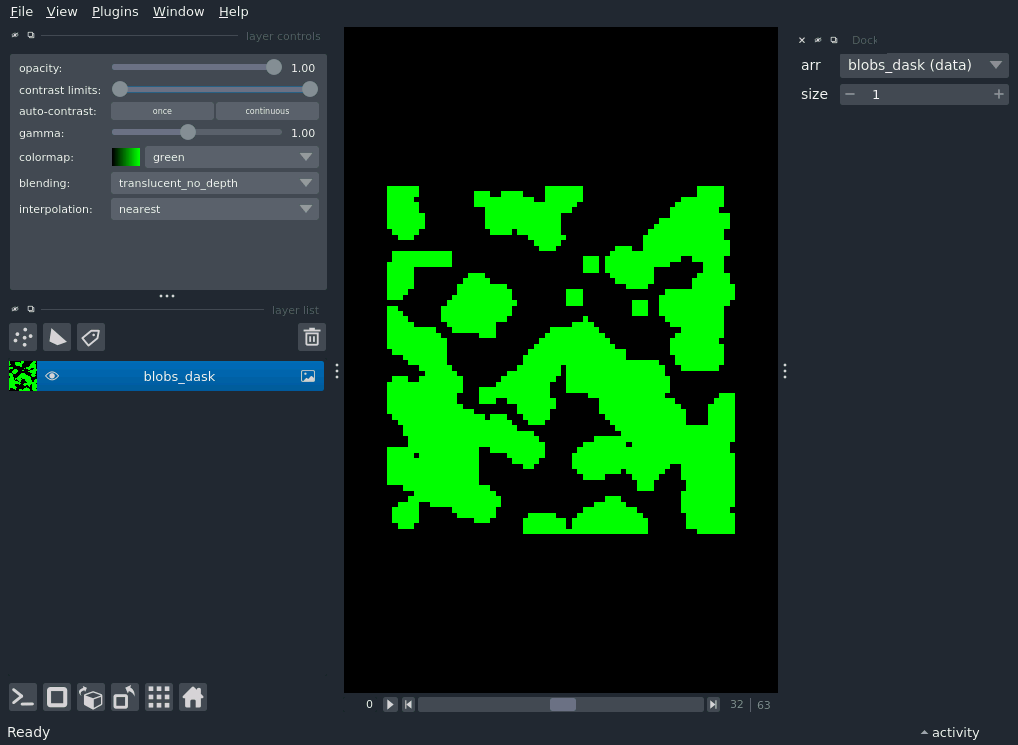 File View Plugins Window Help
layer controls
opacity: 1.00
contrast limits:
auto-contrast: once continuous
gamma: 1.00
colormap: green
blending: translucent_no_depth
interpolation: nearest
layer list
blobs_dask
0 32 63
Ready
Dock
arr blobs_dask (data)
size 1
activity